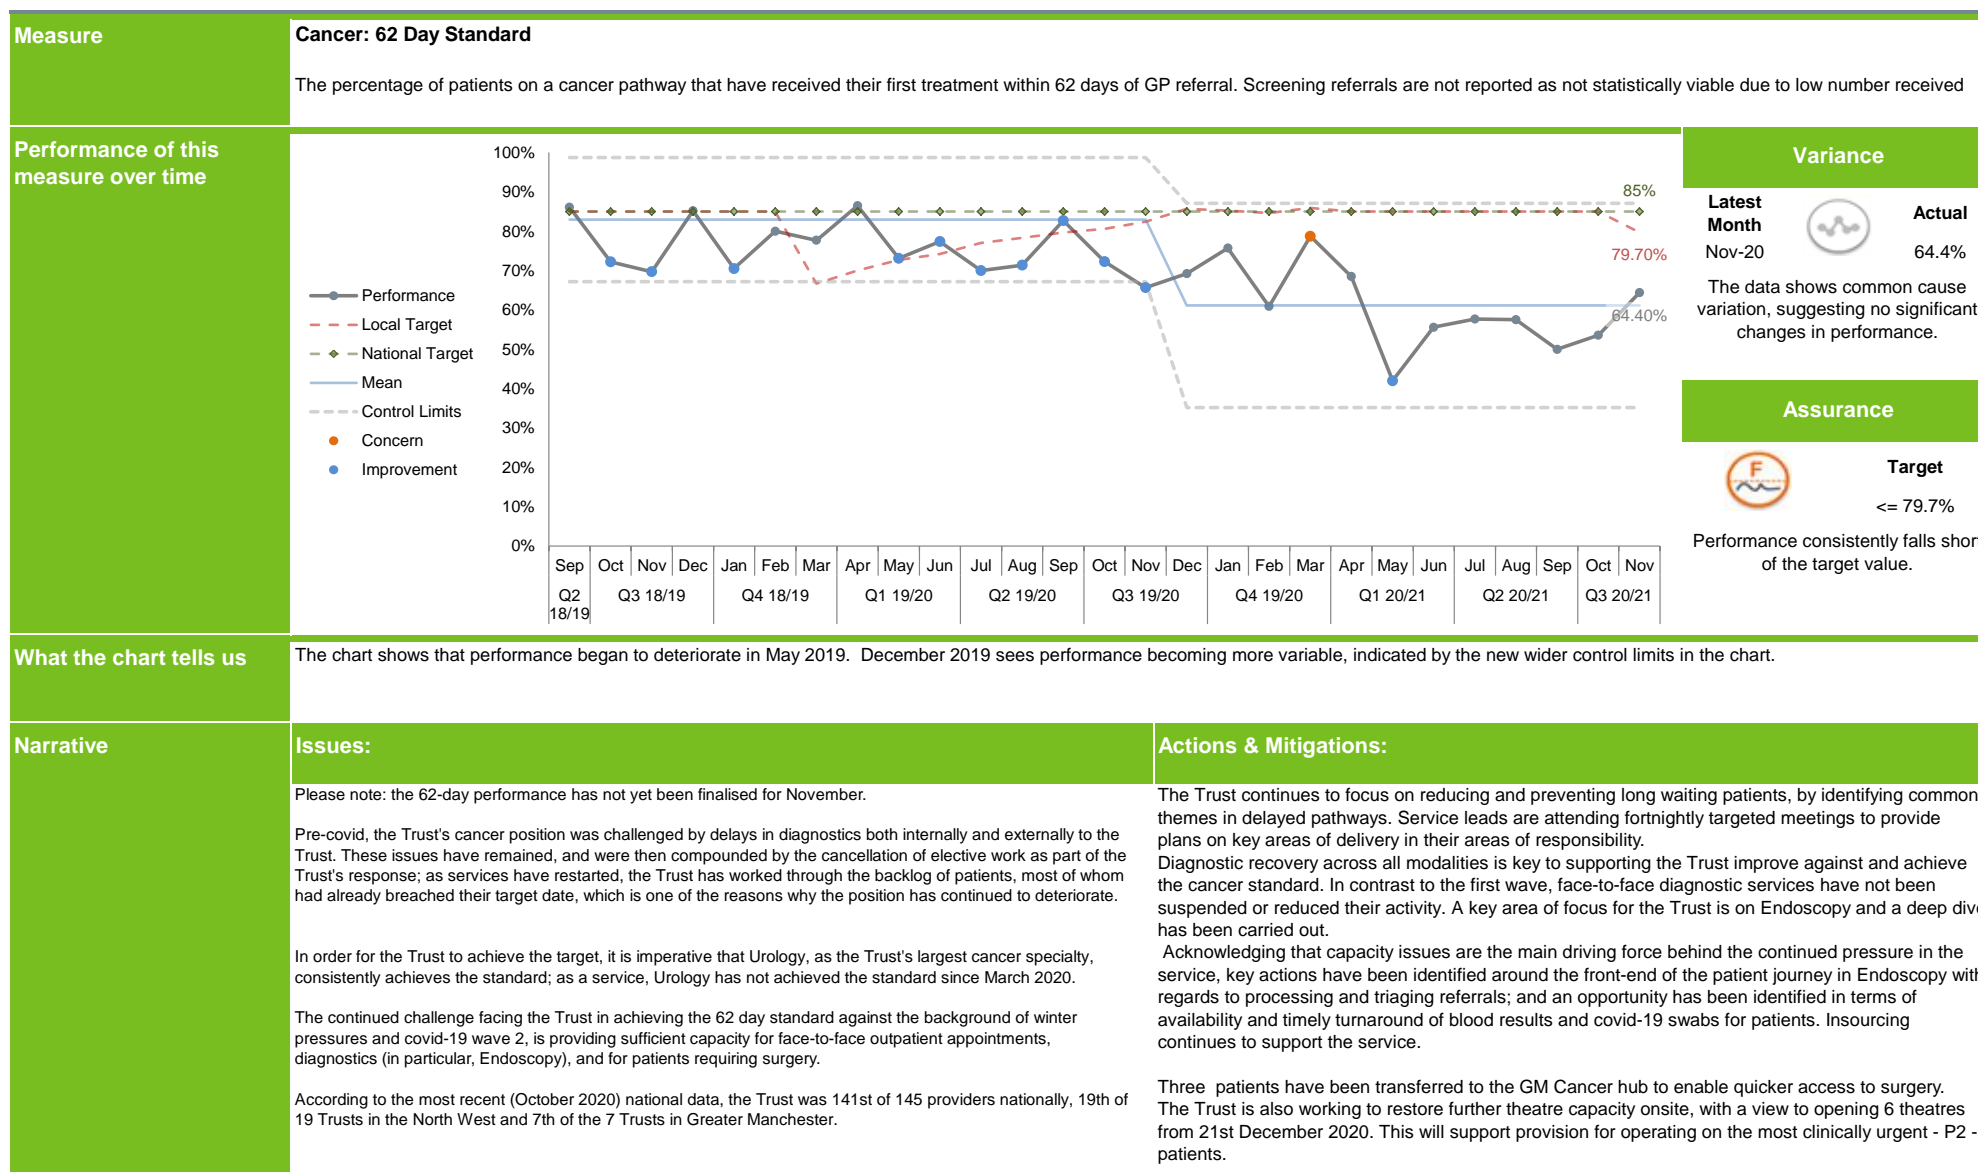 Measure
Cancer: 62 Day Standard
The percentage of patients on a cancer pathway that have received their first treatment within 62 days of GP referral. Screening referrals are not reported as not statistically viable due to low number received
Performance of this
measure over time
100%
90%
80%
70%
60%
50%
40%
30%
20%
10%
0%
Performance
Local Target
National Target
Mean
Control Limits
Concern
Improvement
85%
79.70%
64.40%
Sep Oct Nov Dec Jan Feb Mar Apr May Jun Jul Aug Sep Oct Nov Dec Jan Feb Mar Apr May Jun Jul Aug Sep Oct Nov
Q2 18/19 Q3 18/19 Q4 18/19 Q1 19/20 Q2 19/20 Q3 19/20 Q4 19/20 Q1 20/21 Q2 20/21 Q3 20/21
Variance
Latest
Month
Actual
Nov-20
64.4%
The data shows common cause
variation, suggesting no significant
changes in performance.
Assurance
F
Target
<= 79.7%
Performance consistently falls short
of the target value.
What the chart tells us
The chart shows that performance began to deteriorate in May 2019.  December 2019 sees performance becoming more variable, indicated by the new wider control limits in the chart.
Narrative
Issues:
Please note: the 62-day performance has not yet been finalised for November.
Pre-covid, the Trust's cancer position was challenged by delays in diagnostics both internally and externally to the
Trust. These issues have remained, and were then compounded by the cancellation of elective work as part of the
Trust's response; as services have restarted, the Trust has worked through the backlog of patients, most of whom
had already breached their target date, which is one of the reasons why the position has continued to deteriorate.
In order for the Trust to achieve the target, it is imperative that Urology, as the Trust's largest cancer specialty,
consistently achieves the standard; as a service, Urology has not achieved the standard since March 2020.
The continued challenge facing the Trust in achieving the 62 day standard against the background of winter
pressures and covid-19 wave 2, is providing sufficient capacity for face-to-face outpatient appointments,
diagnostics (in particular, Endoscopy), and for patients requiring surgery.
According to the most recent (October 2020) national data, the Trust was 141st of 145 providers nationally, 19th of
19 Trusts in the North West and 7th of the 7 Trusts in Greater Manchester.
Actions & Mitigations:
The Trust continues to focus on reducing and preventing long waiting patients, by identifying common
themes in delayed pathways. Service leads are attending fortnightly targeted meetings to provide
plans on key areas of delivery in their areas of responsibility.
Diagnostic recovery across all modalities is key to supporting the Trust improve against and achieve
the cancer standard. In contrast to the first wave, face-to-face diagnostic services have not been
suspended or reduced their activity. A key area of focus for the Trust is on Endoscopy and a deep dive
has been carried out.
Acknowledging that capacity issues are the main driving force behind the continued pressure in the
service, key actions have been identified around the front-end of the patient journey in Endoscopy with
regards to processing and triaging referrals; and an opportunity has been identified in terms of
availability and timely turnaround of blood results and covid-19 swabs for patients. Insourcing
continues to support the service.
Three  patients have been transferred to the GM Cancer hub to enable quicker access to surgery.
The Trust is also working to restore further theatre capacity onsite, with a view to opening 6 theatres
from 21st December 2020. This will support provision for operating on the most clinically urgent - P2 -
patients.